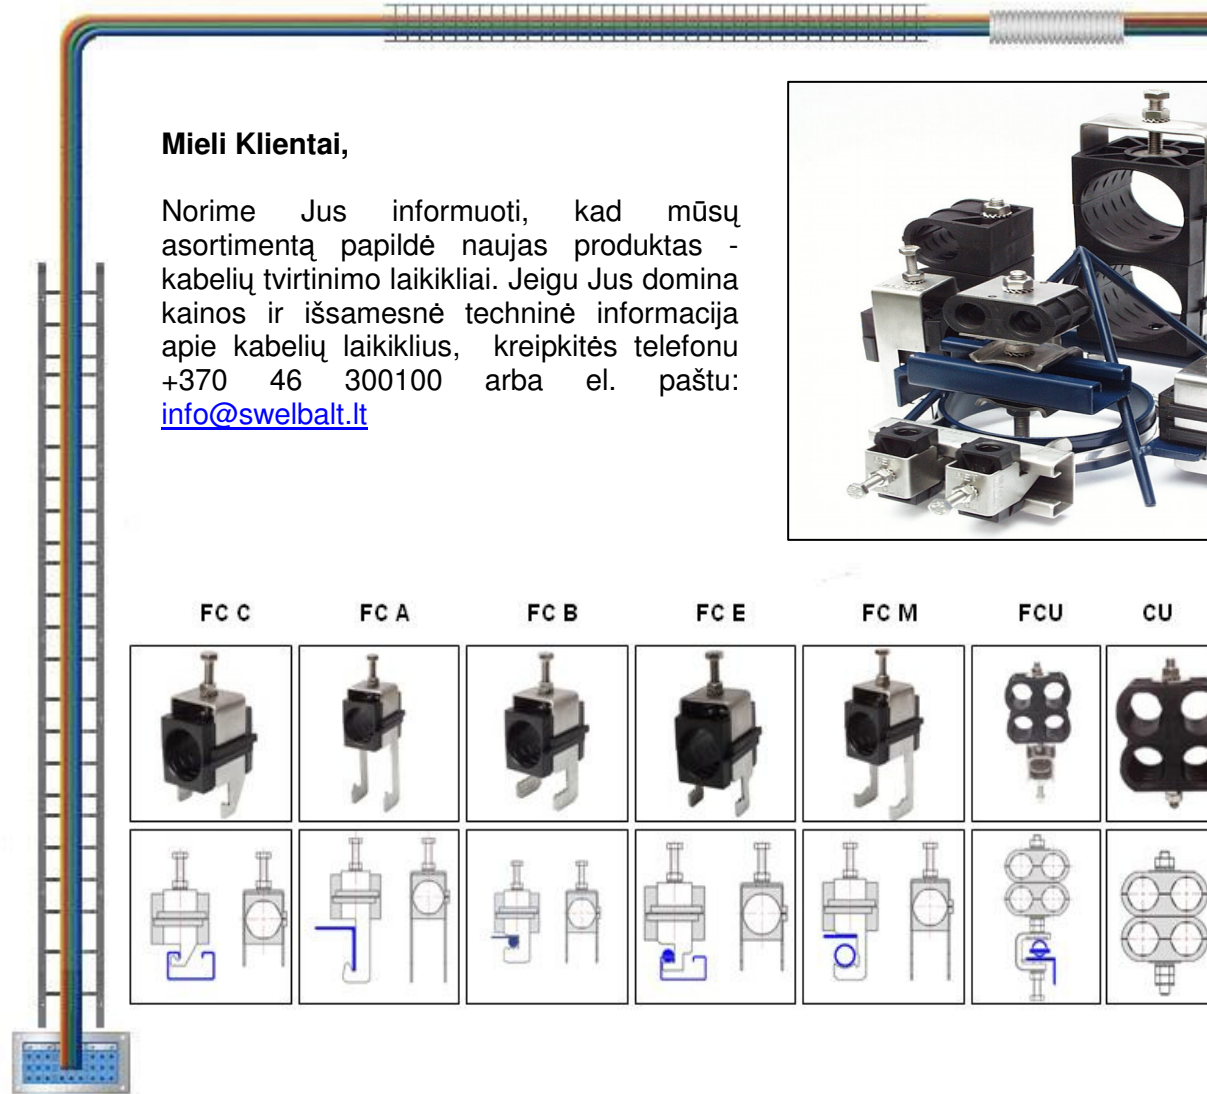 Mieli Klientai,
Norime Jus informuoti, kad mūsų
asortimentą papildė naujas produktas -
kabelių tvirtinimo laikikliai. Jeigu Jus domina
kainos ir išsamesnė techninė informacija
apie kabelių laikiklius, kreipkitės telefonu
+370 46 300100 arba el. paštu:
info@swelbalt.lt
FC C FC A FC B FC E FC M FCU CU